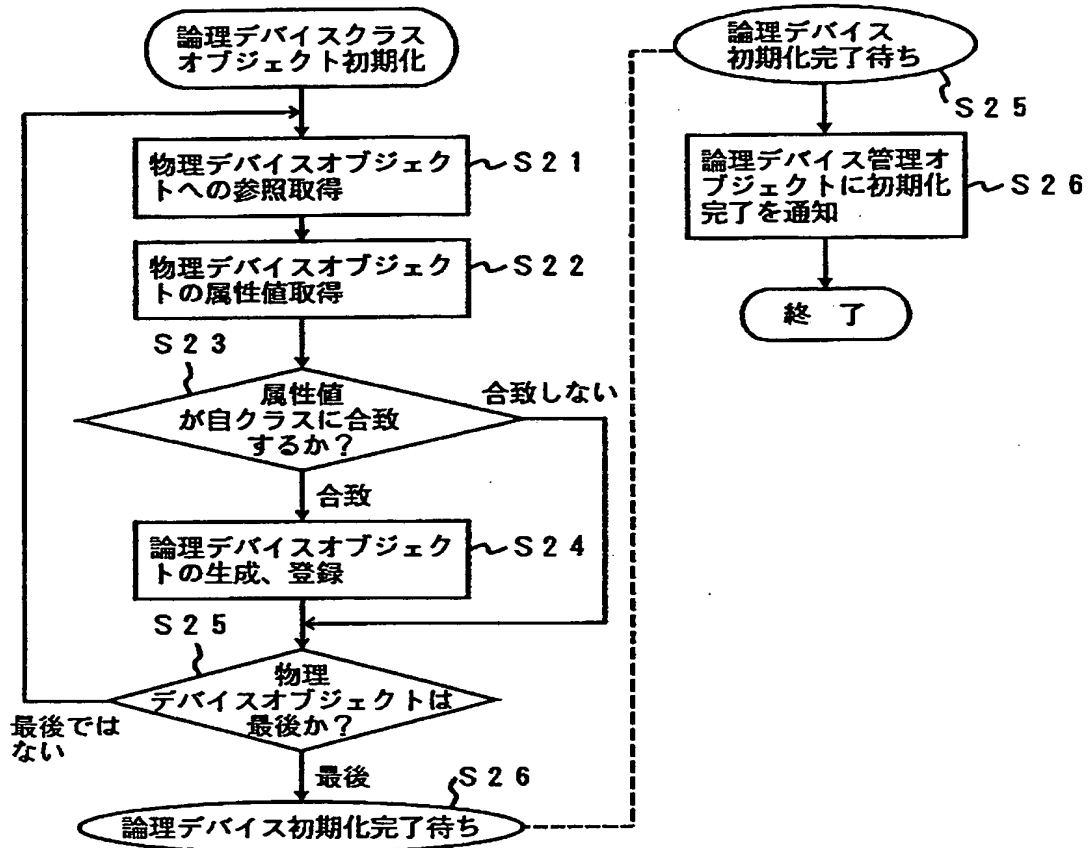 論理デバイスクラス
オブジェクト初期化
物理デバイスオブジェク
トへの参照取得
S21
物理デバイスオブジェク
トの属性値取得
S22
S23
属性値
が自クラスに合致
するか？
合致しない
合致
論理デバイスオブジェク
トの生成、登録
S24
S25
物理
デバイスオブジェクトは
最後か？
最後では
ない
最後
S26
論理デバイス初期化完了待ち
論理デバイス
初期化完了待ち
S25
論理デバイス管理オ
ブジェクトに初期化
完了を通知
S26
終 了